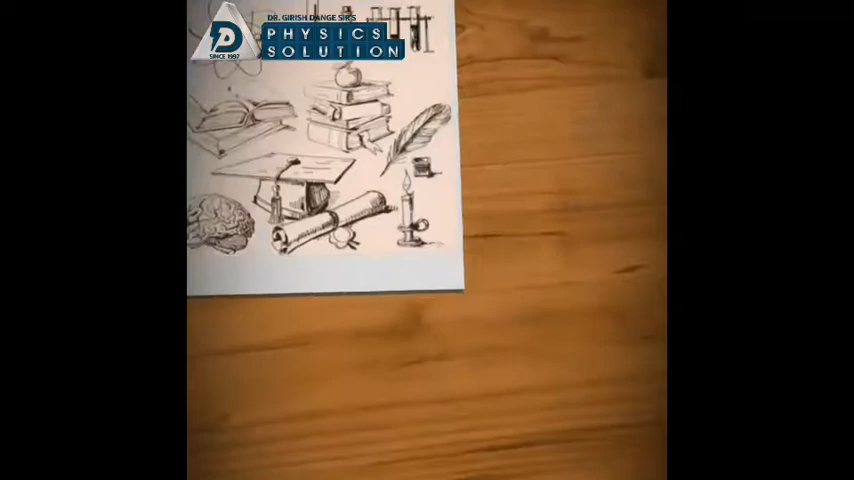 DR. GIRISH DANGE SIR'S
PHYSICS
SOLUTION
D
SINCE 1997